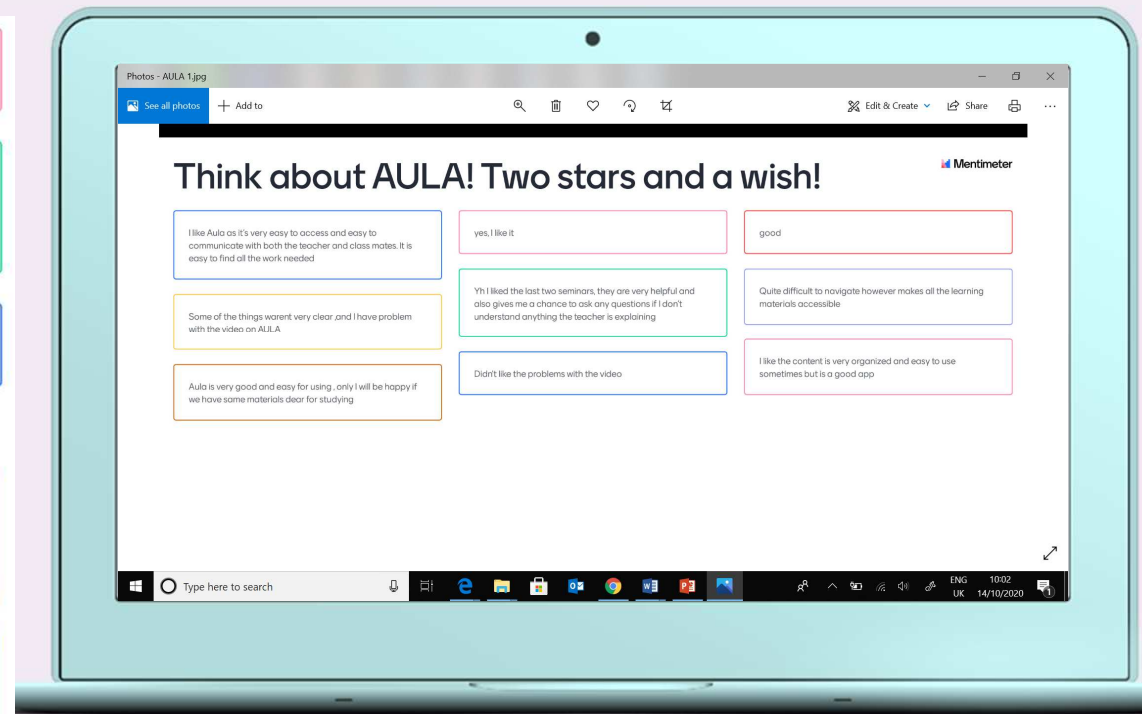 Photos - AULA 1.jpg
See all photos
Add to
Edit & Create
Share
Think about AULA! Two stars and a wish!
Mentimeter
I like Aula as it's very easy to access and easy to
communicate with both the teacher and class mates. It is
easy to find all the work needed
Some of the things warent very clear ,and I have problem
with the video on AULA
Aula is very good and easy for using , only I will be happy if
we have same materials dear for studying
yes, I like it
Yh I liked the last two seminars, they are very helpful and
also gives me a chance to ask any questions if I don't
understand anything the teacher is explaining
Didn't like the problems with the video
good
Quite difficult to navigate however makes all the learning
materials accessible
I like the content is very organized and easy to use
sometimes but is a good app
Type here to search
ENG
UK
10:02
14/10/2020
1